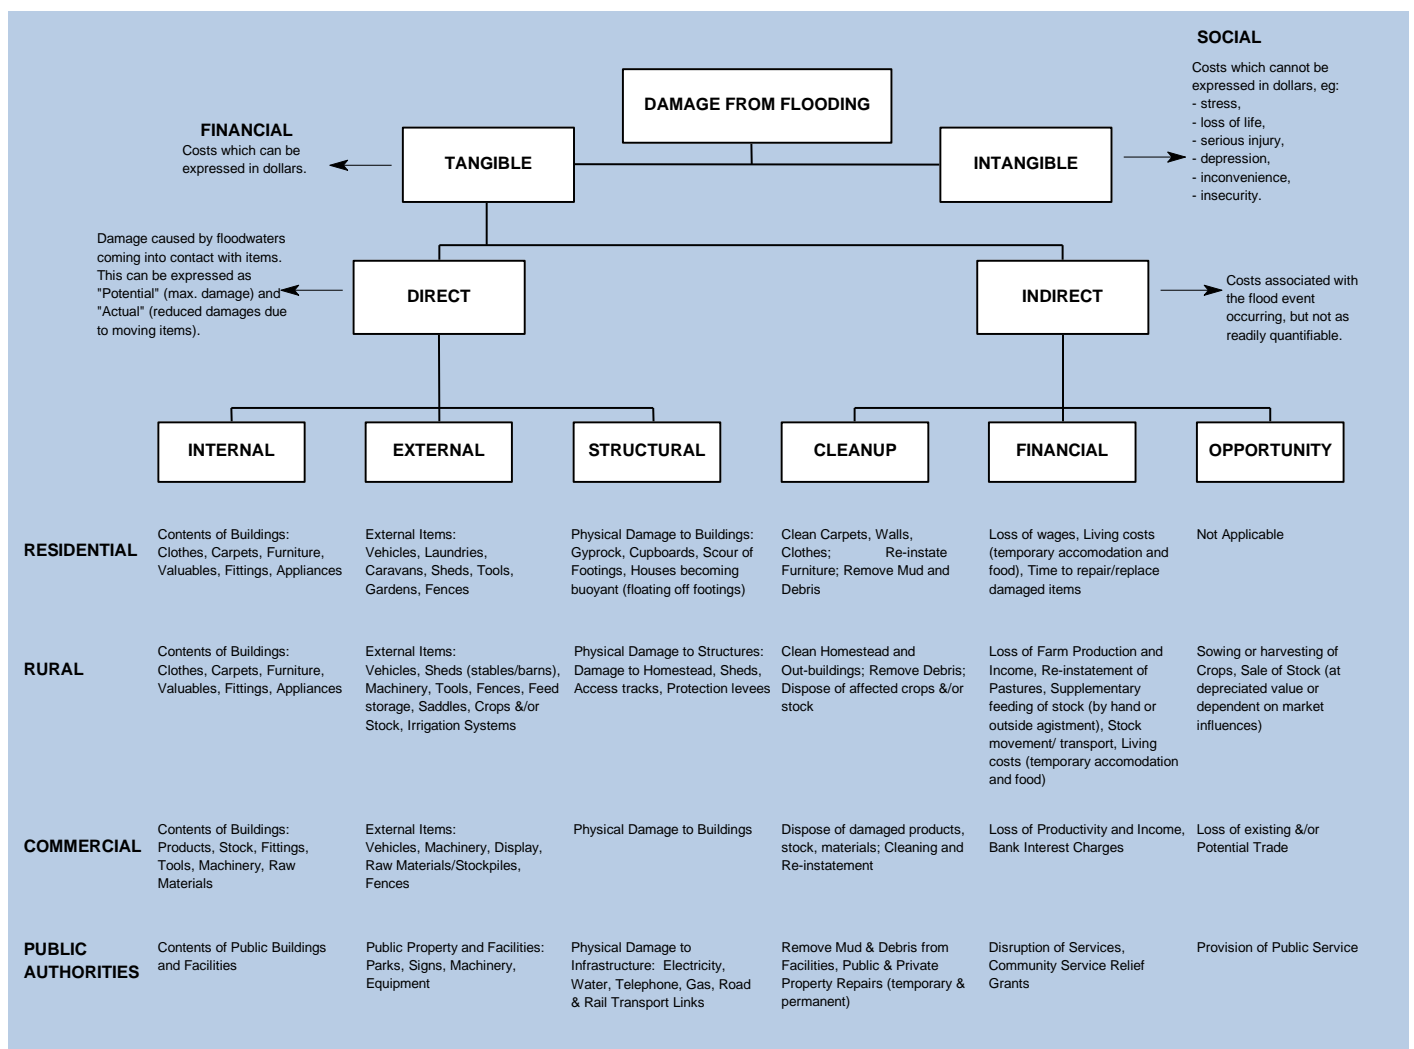 SOCIAL
Costs which cannot be
expressed in dollars, eg:
- stress,
- loss of life,
- serious injury,
- depression,
- inconvenience,
- insecurity.
DAMAGE FROM FLOODING
FINANCIAL
Costs which can be
expressed in dollars.
TANGIBLE
INTANGIBLE
Damage caused by floodwaters
coming into contact with items.
This can be expressed as
"Potential" (max. damage) and
"Actual" (reduced damages due
to moving items).
DIRECT
INDIRECT
Costs associated with
the flood event
occurring, but not as
readily quantifiable.
INTERNAL
EXTERNAL
STRUCTURAL
CLEANUP
FINANCIAL
OPPORTUNITY
RESIDENTIAL
Contents of Buildings:
Clothes, Carpets, Furniture,
Valuables, Fittings, Appliances
External Items:
Vehicles, Laundries,
Caravans, Sheds, Tools,
Gardens, Fences
Physical Damage to Buildings:
Gyprock, Cupboards, Scour of
Footings, Houses becoming
buoyant (floating off footings)
Clean Carpets, Walls,
Clothes; Re-instate
Furniture; Remove Mud and
Debris
Loss of wages, Living costs
(temporary accomodation and
food), Time to repair/replace
damaged items
Not Applicable
RURAL
Contents of Buildings:
Clothes, Carpets, Furniture,
Valuables, Fittings, Appliances
External Items:
Vehicles, Sheds (stables/barns),
Machinery, Tools, Fences, Feed
storage, Saddles, Crops &/or
Stock, Irrigation Systems
Physical Damage to Structures:
Damage to Homestead, Sheds,
Access tracks, Protection levees
Clean Homestead and
Out-buildings; Remove Debris;
Dispose of affected crops &/or
stock
Loss of Farm Production and
Income, Re-instatement of
Pastures, Supplementary
feeding of stock (by hand or
outside agistment), Stock
movement/ transport, Living
costs (temporary accomodation
and food)
Sowing or harvesting of
Crops, Sale of Stock (at
depreciated value or
dependent on market
influences)
COMMERCIAL
Contents of Buildings:
Products, Stock, Fittings,
Tools, Machinery, Raw
Materials
External Items:
Vehicles, Machinery, Display,
Raw Materials/Stockpiles,
Fences
Physical Damage to Buildings
Dispose of damaged products,
stock, materials; Cleaning and
Re-instatement
Loss of Productivity and Income,
Bank Interest Charges
Loss of existing &/or
Potential Trade
PUBLIC
AUTHORITIES
Contents of Public Buildings
and Facilities
Public Property and Facilities:
Parks, Signs, Machinery,
Equipment
Physical Damage to
Infrastructure: Electricity,
Water, Telephone, Gas, Road
& Rail Transport Links
Remove Mud & Debris from
Facilities, Public & Private
Property Repairs (temporary &
permanent)
Disruption of Services,
Community Service Relief
Grants
Provision of Public Service